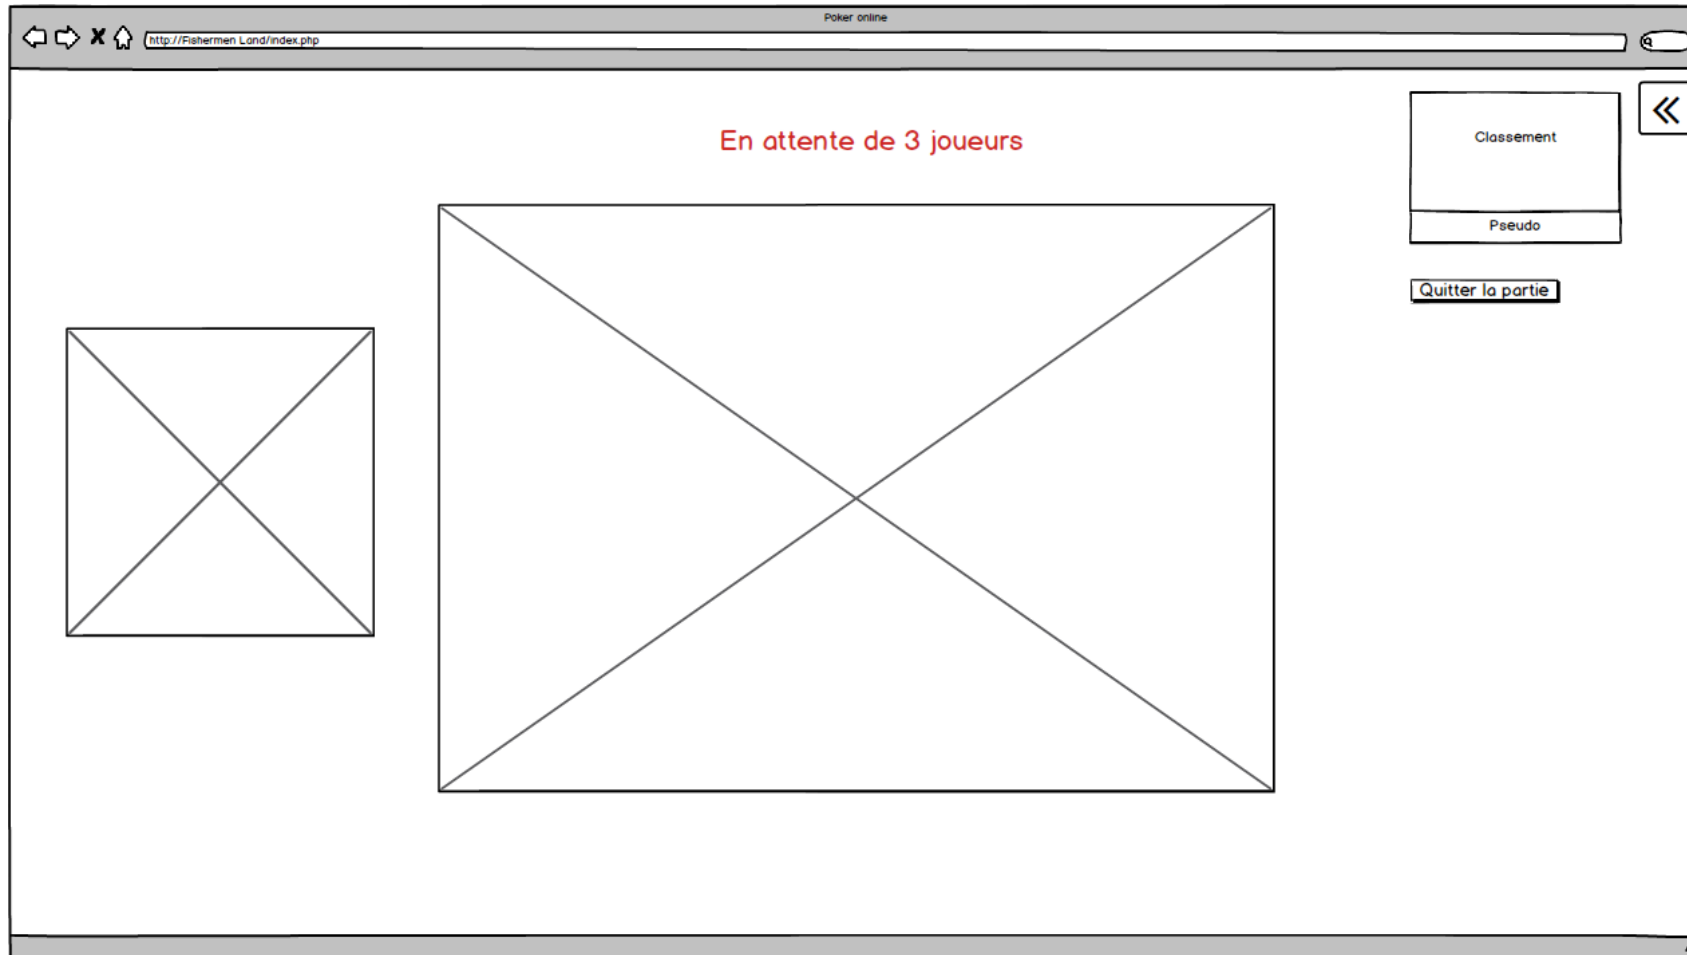 Poker online
http://Fishermen Land/index.php
En attente de 3 joueurs
Classement
Pseudo
Quitter la partie